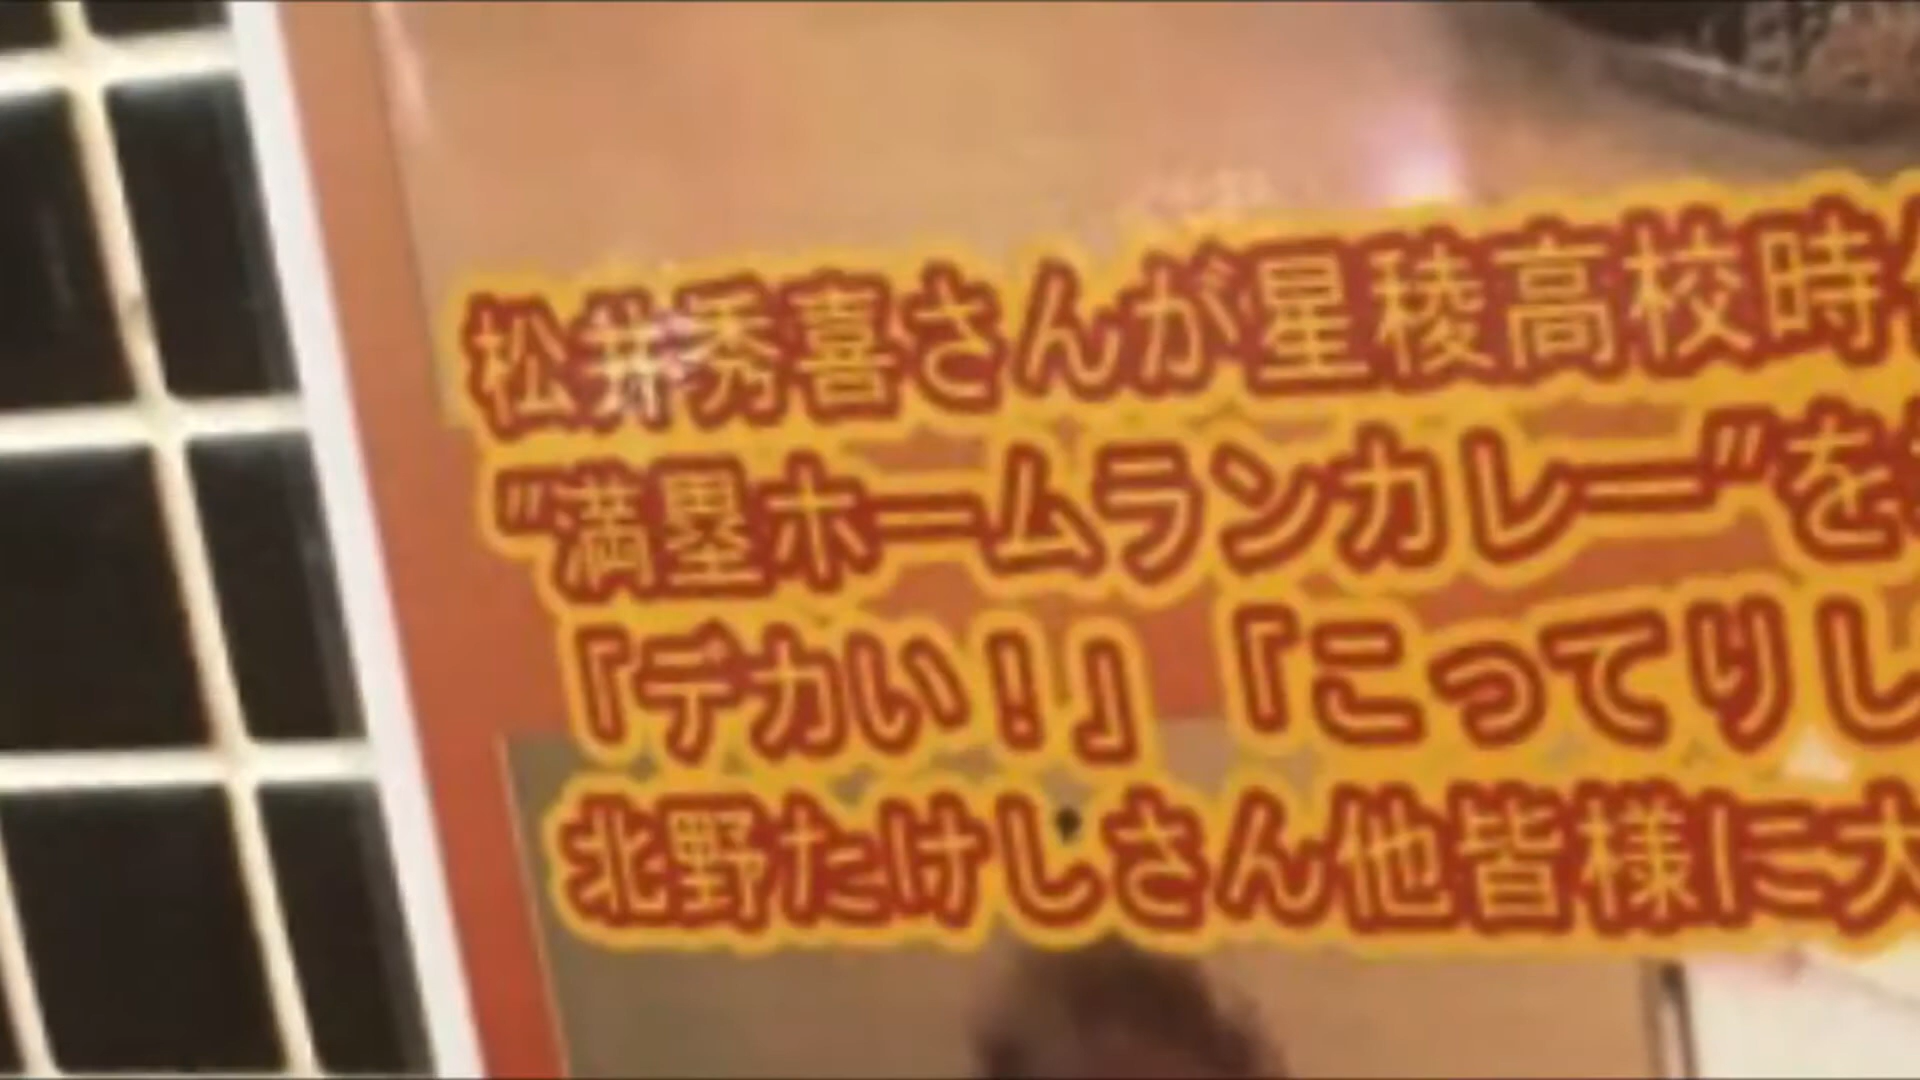 松井秀喜さんが星稜高校時
"満塁ホームランカレー"を
「デカい！」「こってりし
北野たけしさん他皆様に大